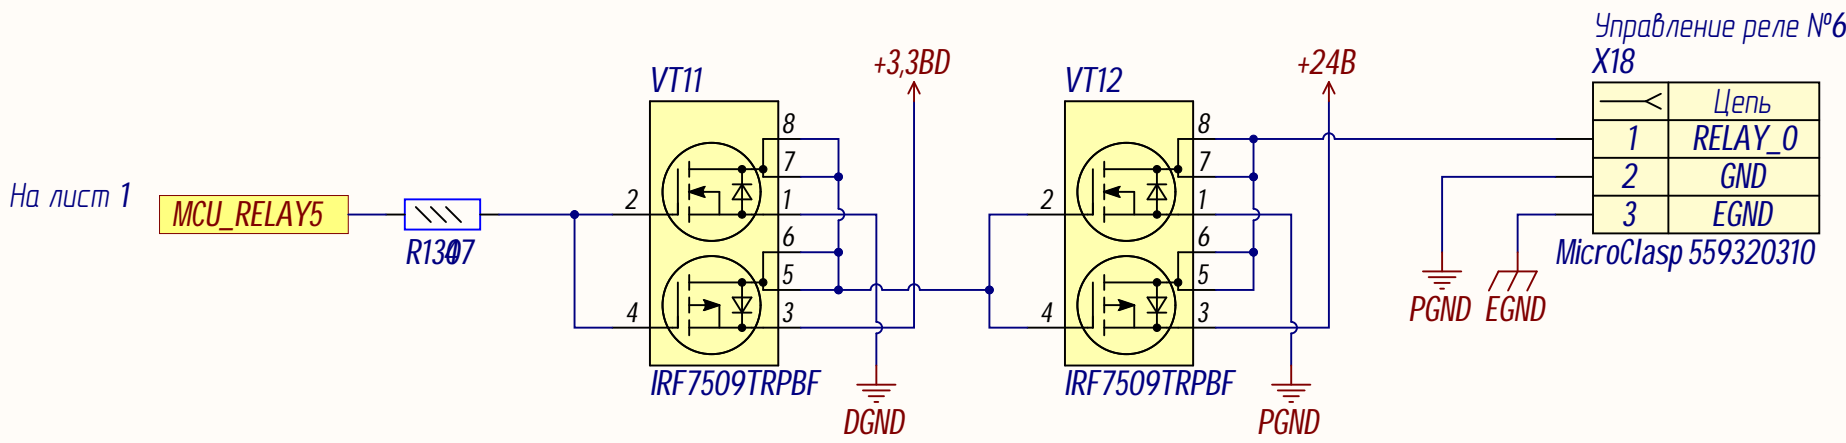 Управление реле №6
X18
Цепь
1 RELAY_0
2 GND
3 EGND
MicroClasp 559320310
PGND
EGND
На лист 1
MCU_RELAY5
VT11
2
4
8
7
1
6
5
3
IRF7509TRPBF
+3,3BD
DGND
VT12
2
4
8
7
1
6
5
3
IRF7509TRPBF
+24В
PGND